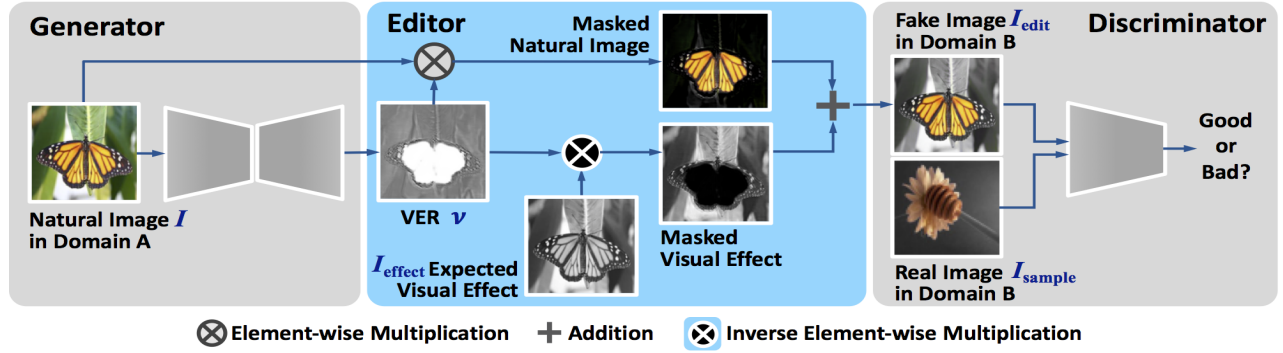 Generator
Natural Image I
in Domain A
Editor
Masked
Natural Image
VER ν
I_effect Expected
Visual Effect
Masked
Visual Effect
Fake Image I_edit
in Domain B
Discriminator
Good
or
Bad?
Real Image I_sample
in Domain B
Element-wise Multiplication
Addition
Inverse Element-wise Multiplication